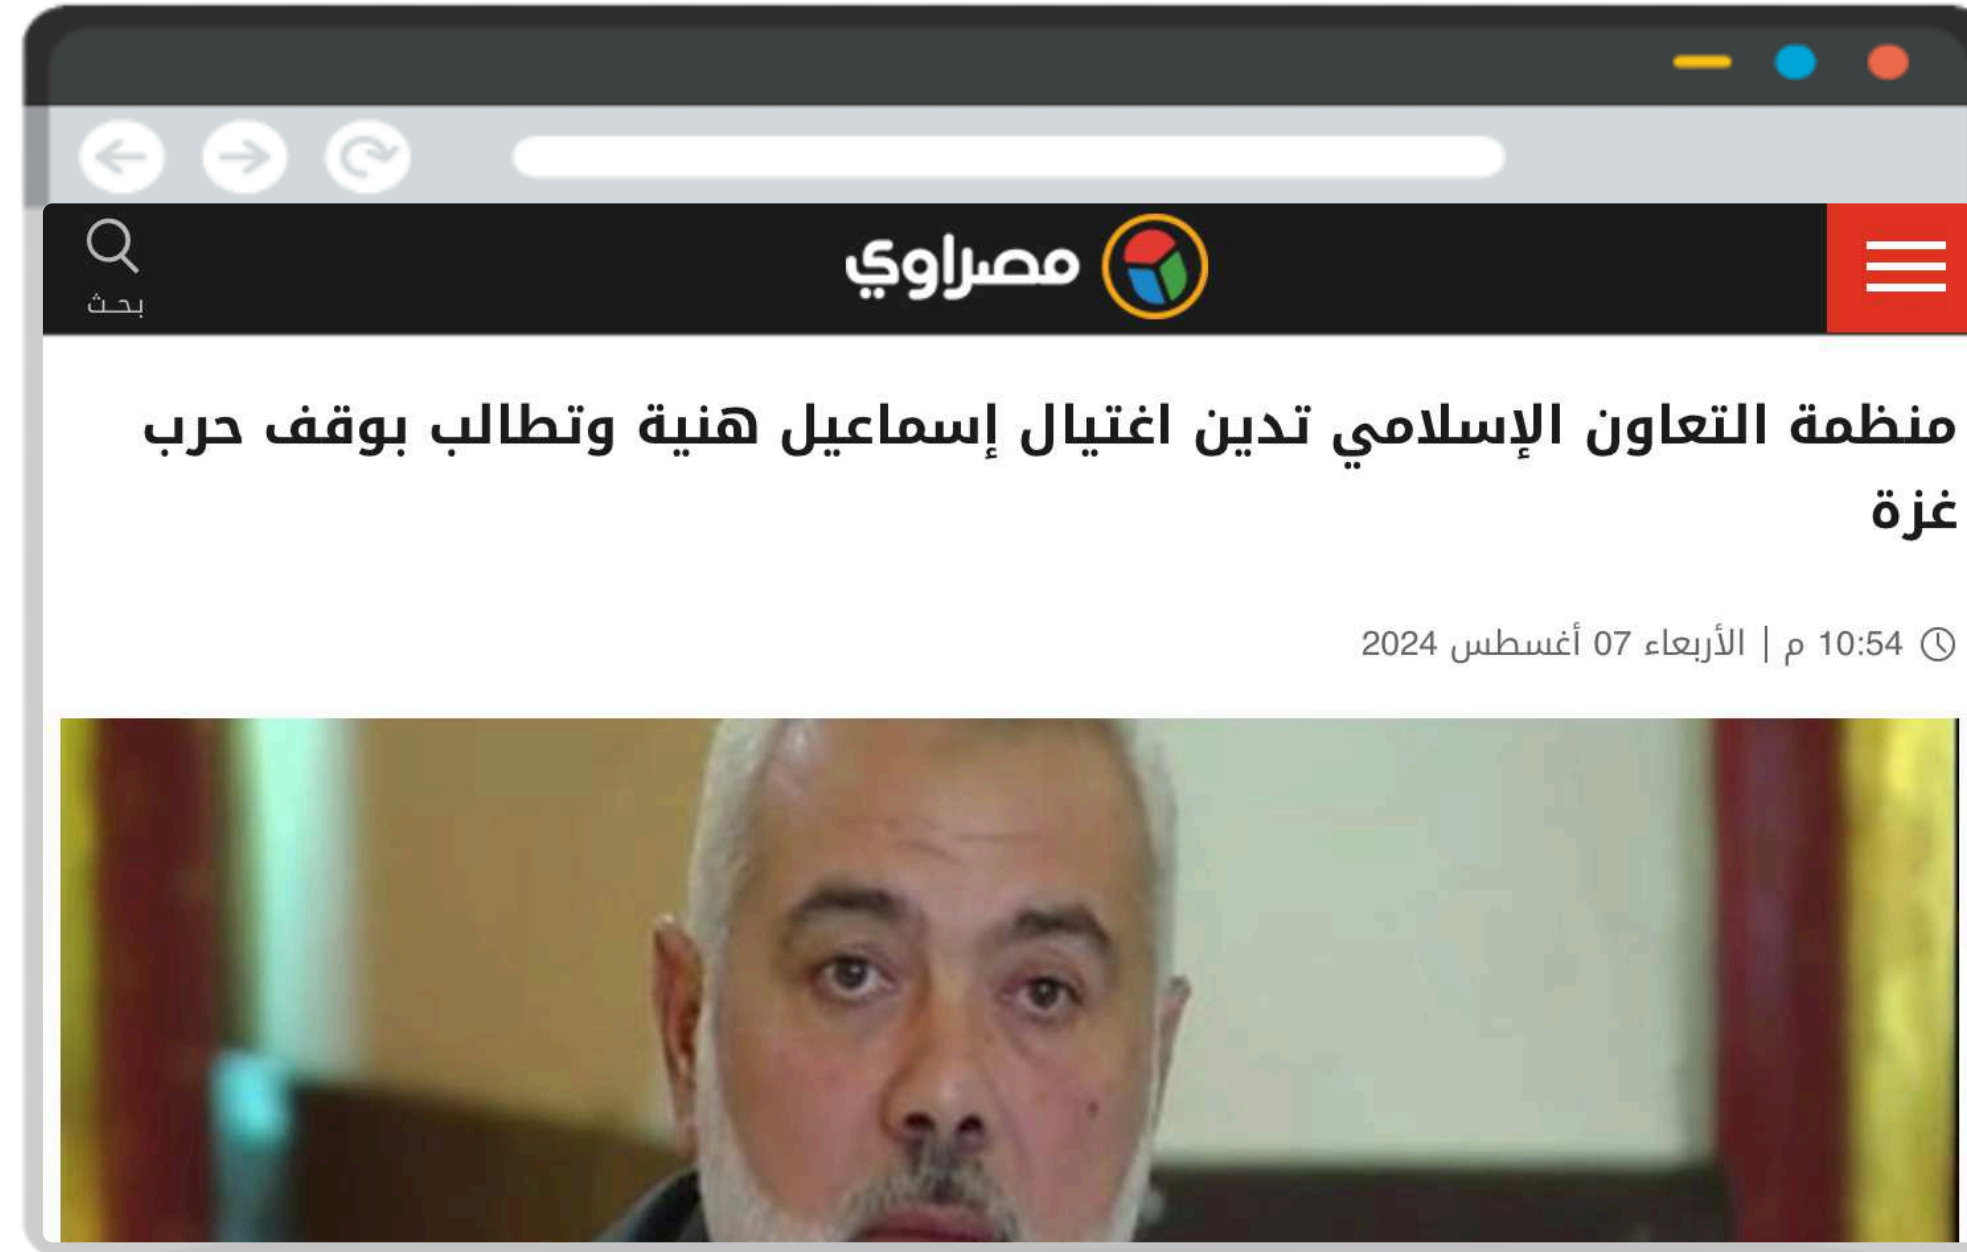 مصراوي
بحث
منظمة التعاون الإسلامي تدين اغتيال إسماعيل هنية وتطالب بوقف حرب
غزة
10:54 م | الأربعاء 07 أغسطس 2024